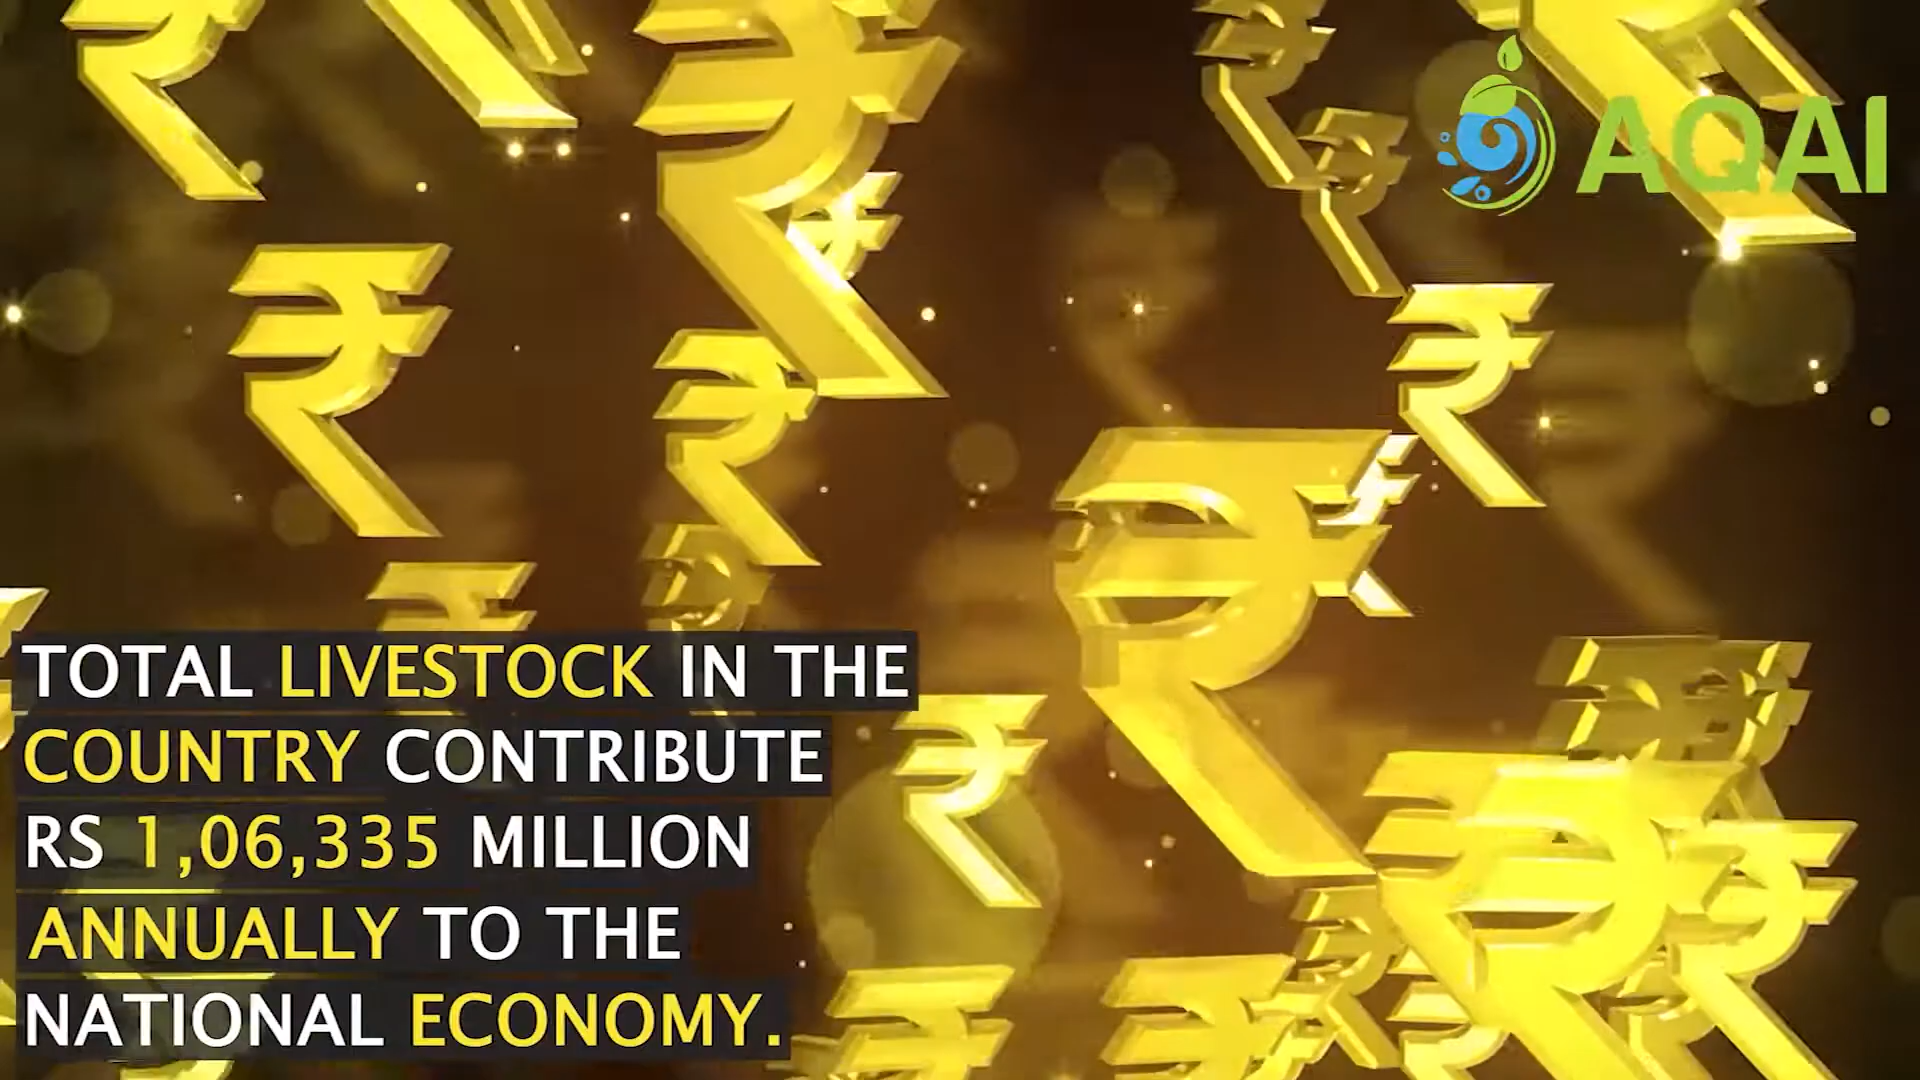 AQAI
TOTAL LIVESTOCK IN THE
COUNTRY CONTRIBUTE
RS 1,06,335 MILLION
ANNUALLY TO THE
NATIONAL ECONOMY.